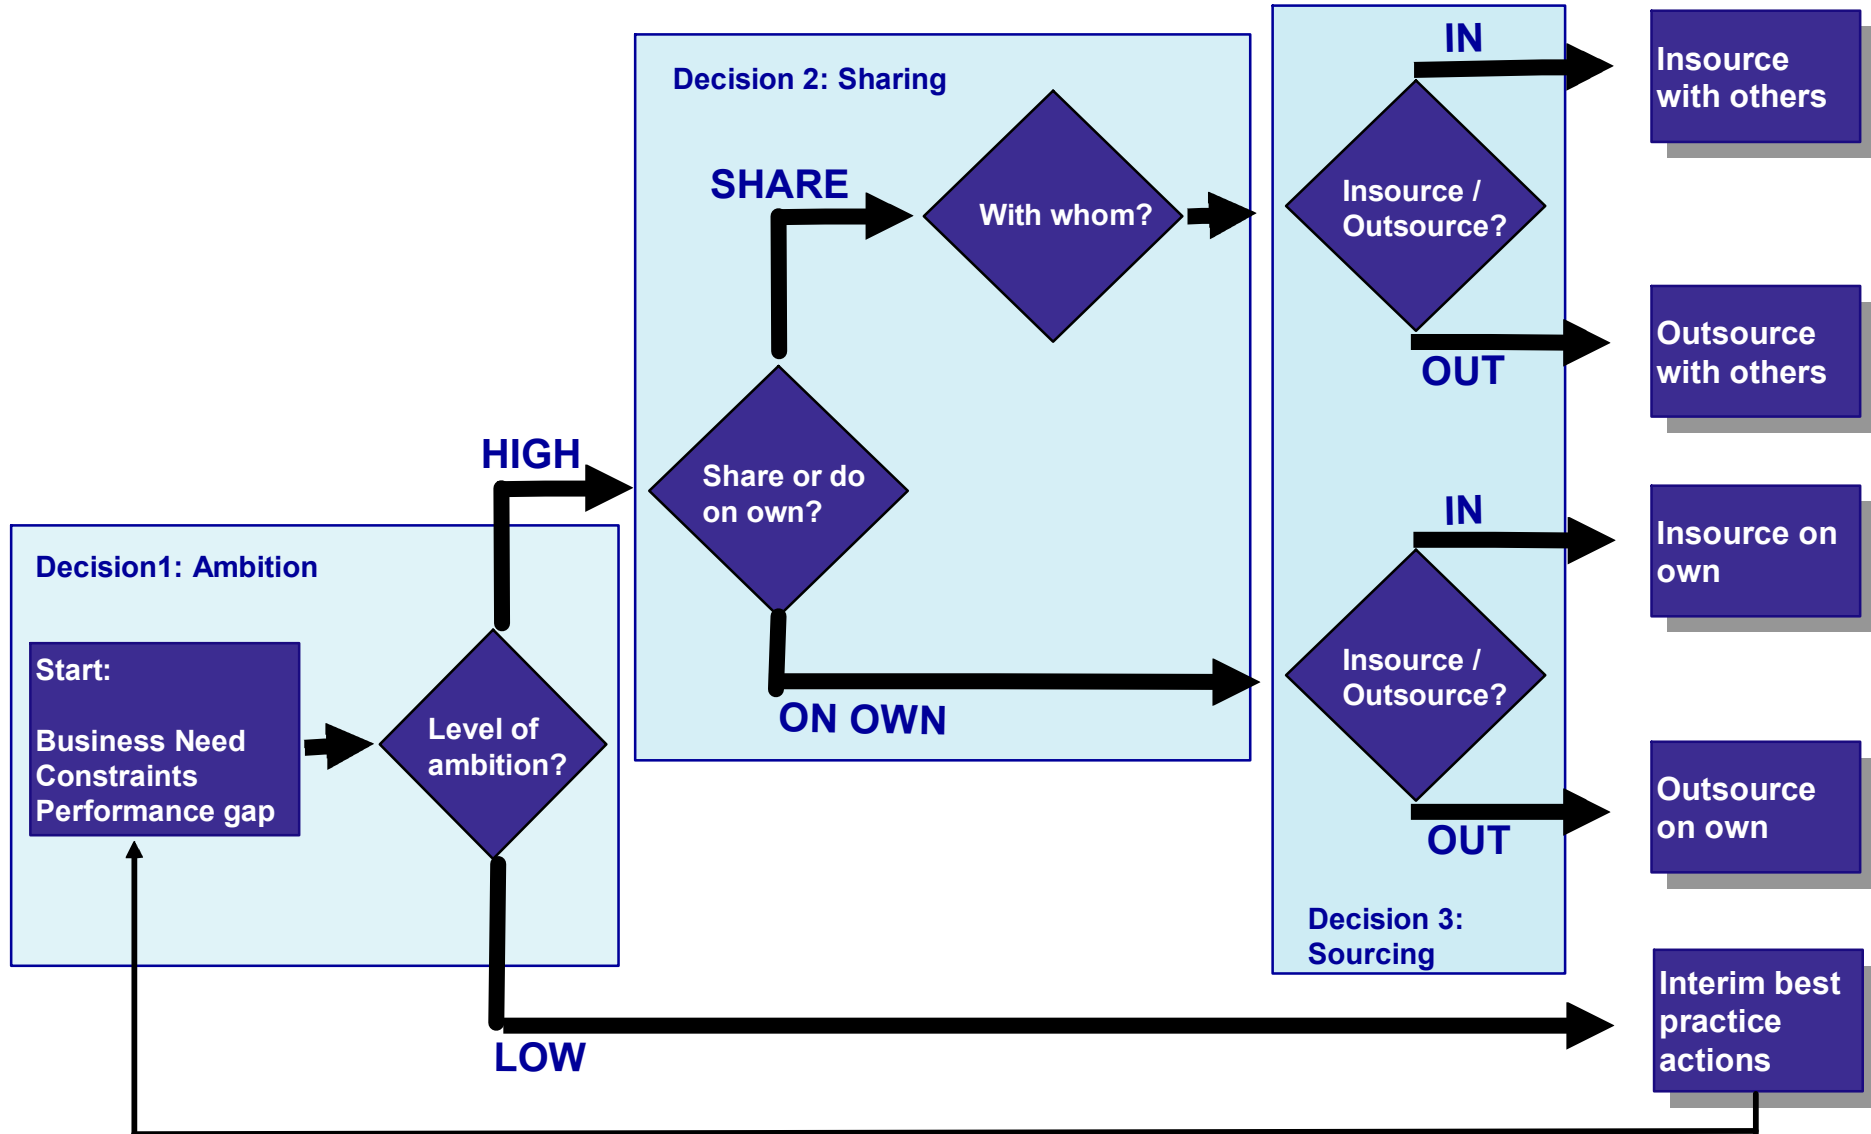 Decision1: Ambition
Start:
Business Need
Constraints
Performance gap
Level of
ambition?
HIGH
LOW
Decision 2: Sharing
SHARE
With whom?
Share or do
on own?
ON OWN
IN
Insource /
Outsource?
OUT
IN
Insource /
Outsource?
OUT
Decision 3:
Sourcing
Insource
with others
Outsource
with others
Insource on
own
Outsource
on own
Interim best
practice
actions